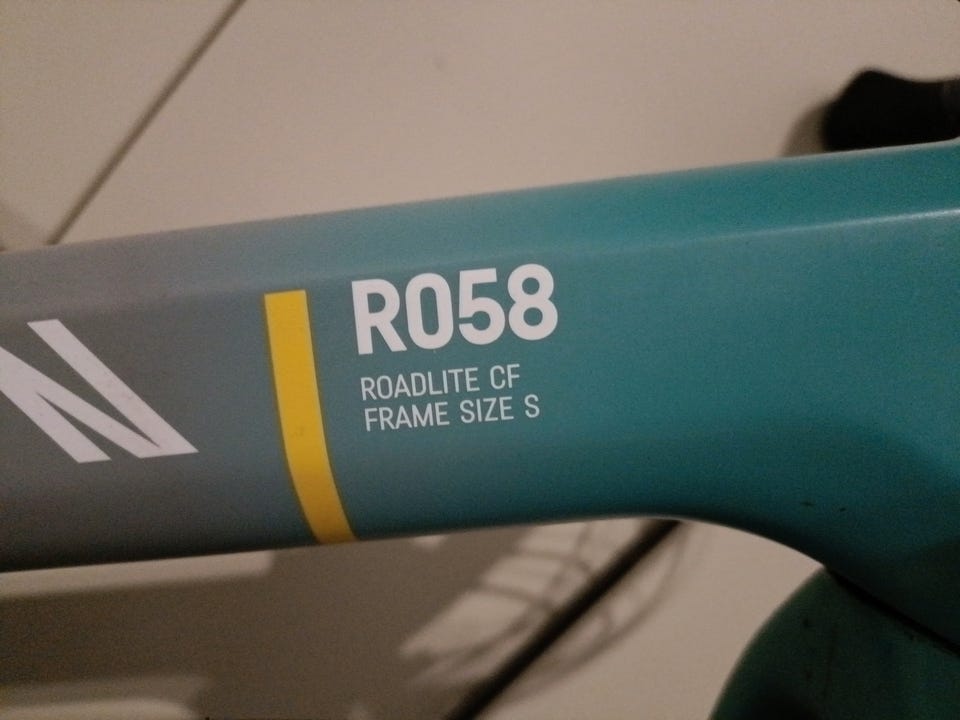 N
R058
ROADLITE CF
FRAME SIZE S